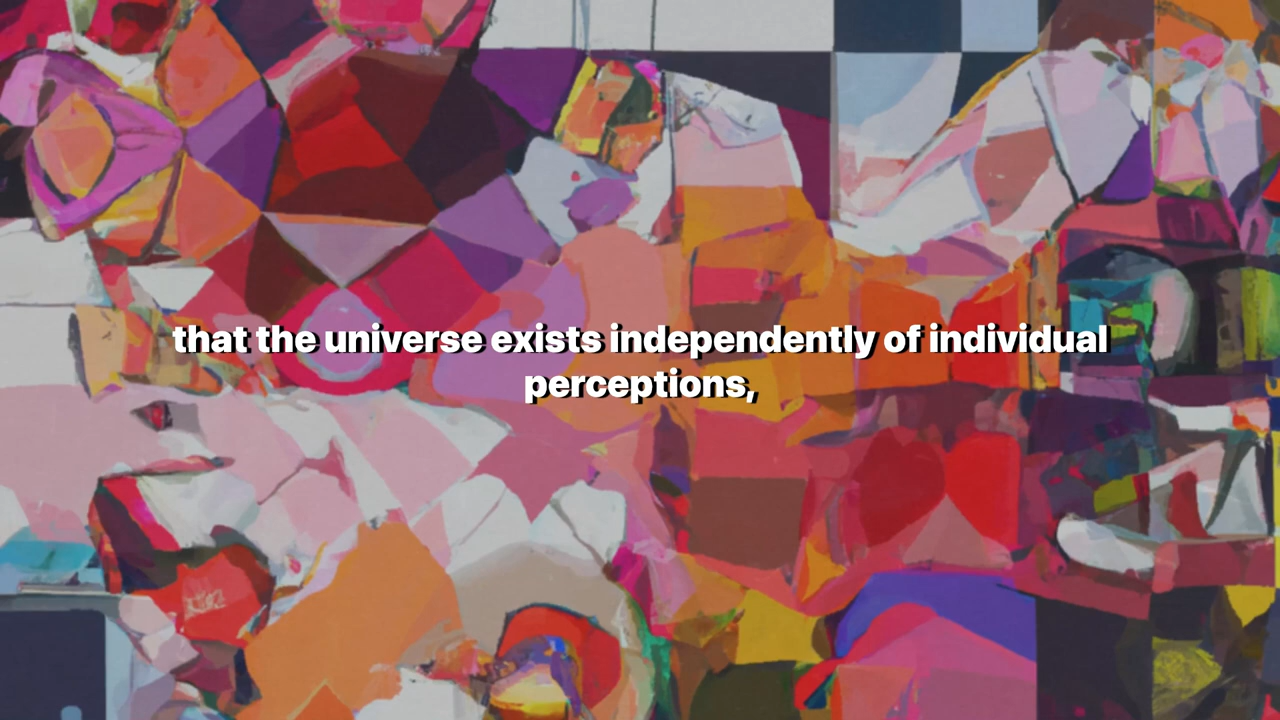 that the universe exists independently of individual
perceptions,